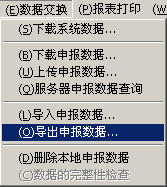 (E)数据交换 (P)报表打印 (W)
(S)下载系统数据...
(B)下载申报数据...
(U)上传申报数据...
(Q)服务器申报数据查询
(L)导入申报数据...
(O)导出申报数据...
(D)删除本地申报数据
(C)数据的完整性检查